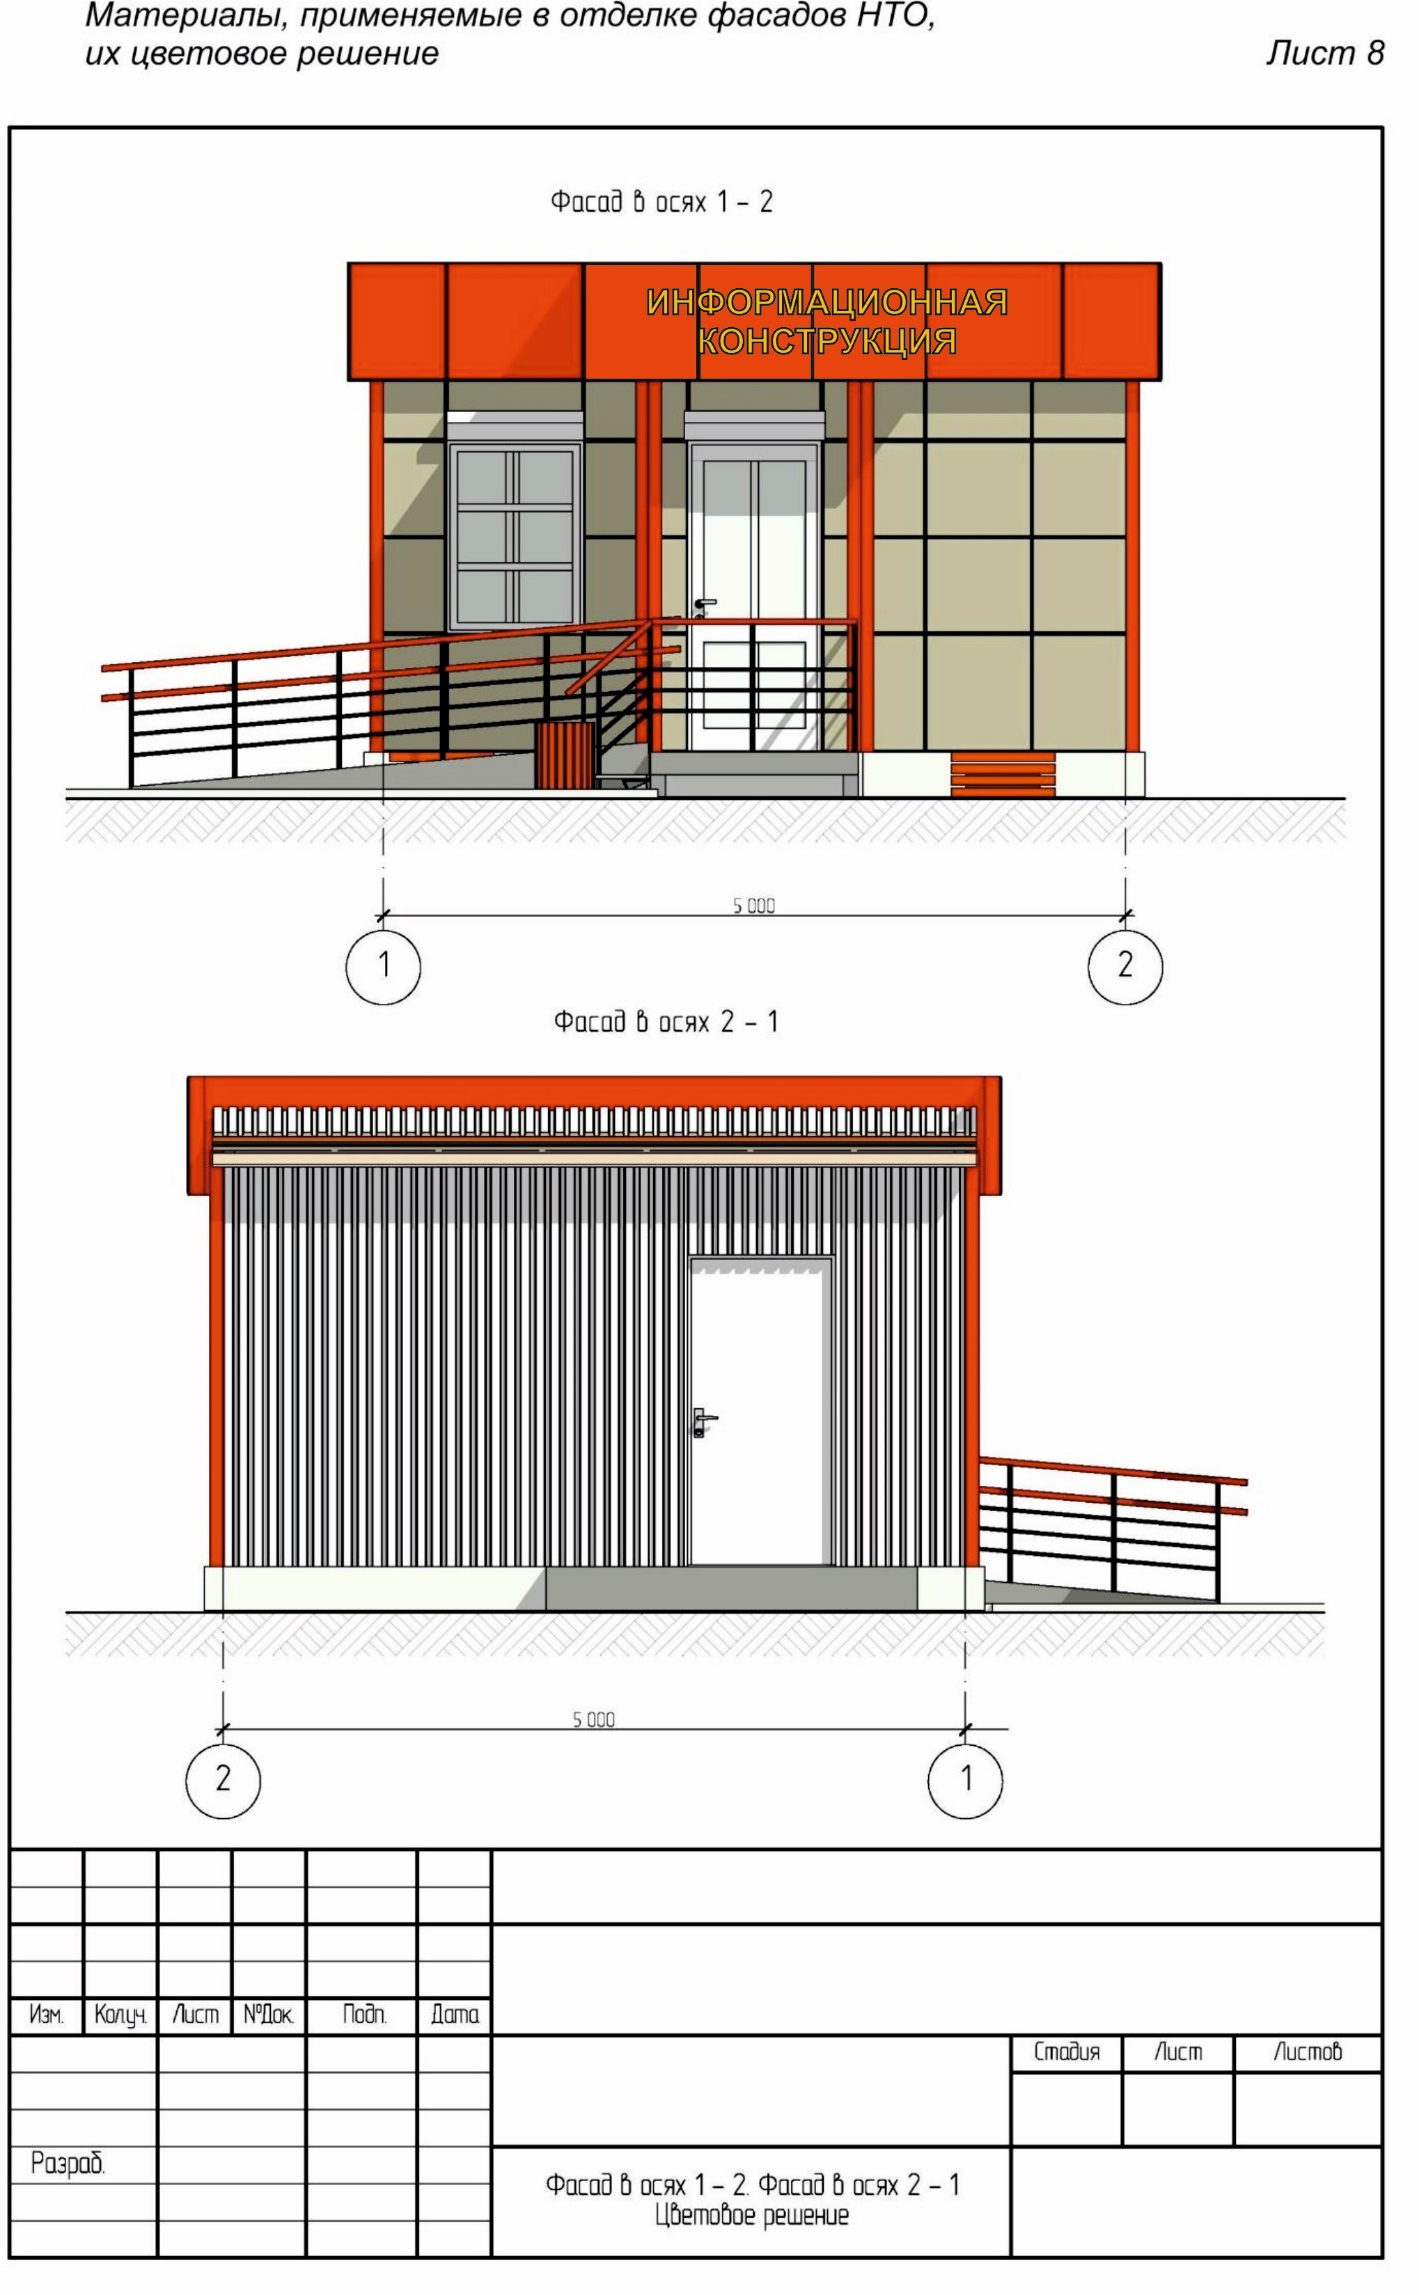 Материалы, применяемые в отделке фасадов НТО,
их цветовое решение
Лист 8
Фасад в осях 1 – 2
ИНФОРМАЦИОННАЯ
КОНСТРУКЦИЯ
5 000
1
2
Фасад в осях 2 – 1
5 000
2
1
Изм. Колуч. Лист №Док. Подп. Дата
Стадия Лист Листов
Разраб.
Фасад в осях 1 – 2. Фасад в осях 2 – 1
Цветовое решение